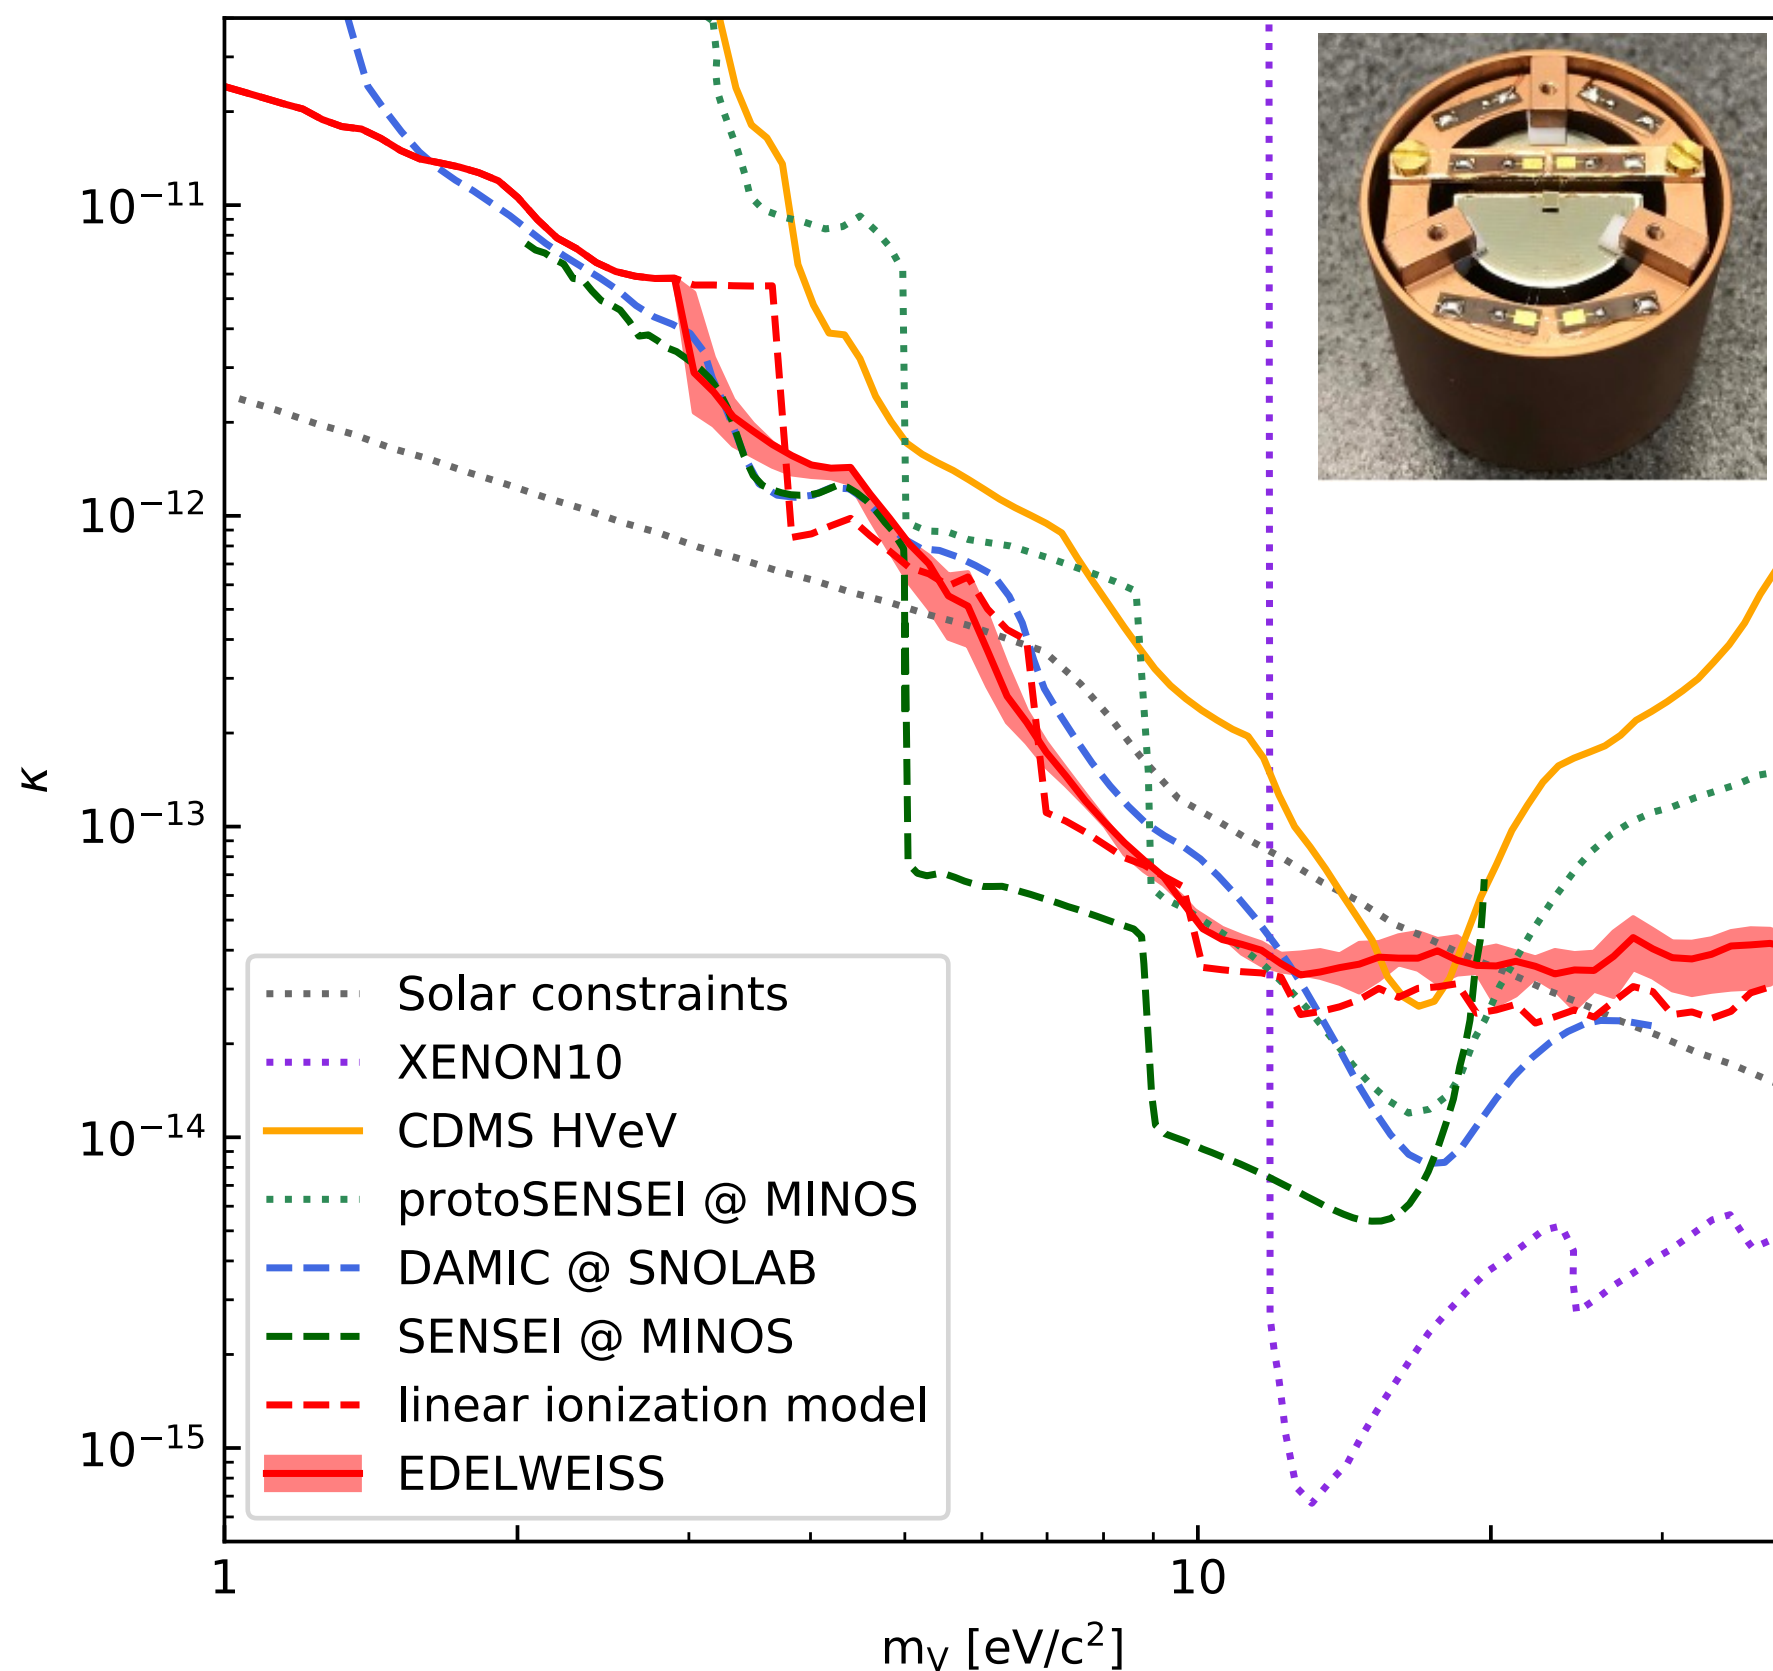 10⁻¹¹
10⁻¹²
10⁻¹³
10⁻¹⁴
10⁻¹⁵
κ
Solar constraints
XENON10
CDMS HVeV
protoSENSEI @ MINOS
DAMIC @ SNOLAB
SENSEI @ MINOS
linear ionization model
EDELWEISS
1 10
m_V [eV/c²]